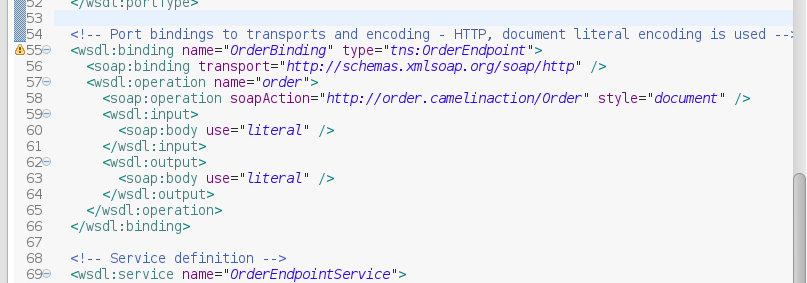 52 </wsdl:portType>
53
54 <!-- Port bindings to transports and encoding - HTTP, document literal encoding is used --
55 <wsdl:binding name="OrderBinding" type="tns:OrderEndpoint">
56 <soap:binding transport="http://schemas.xmlsoap.org/soap/http" />
57 <wsdl:operation name="order">
58 <soap:operation soapAction="http://order.camelinaction/Order" style="document" />
59 <wsdl:input>
60 <soap:body use="literal" />
61 </wsdl:input>
62 <wsdl:output>
63 <soap:body use="literal" />
64 </wsdl:output>
65 </wsdl:operation>
66 </wsdl:binding>
67
68 <!-- Service definition -->
69 <wsdl:service name="OrderEndpointService">